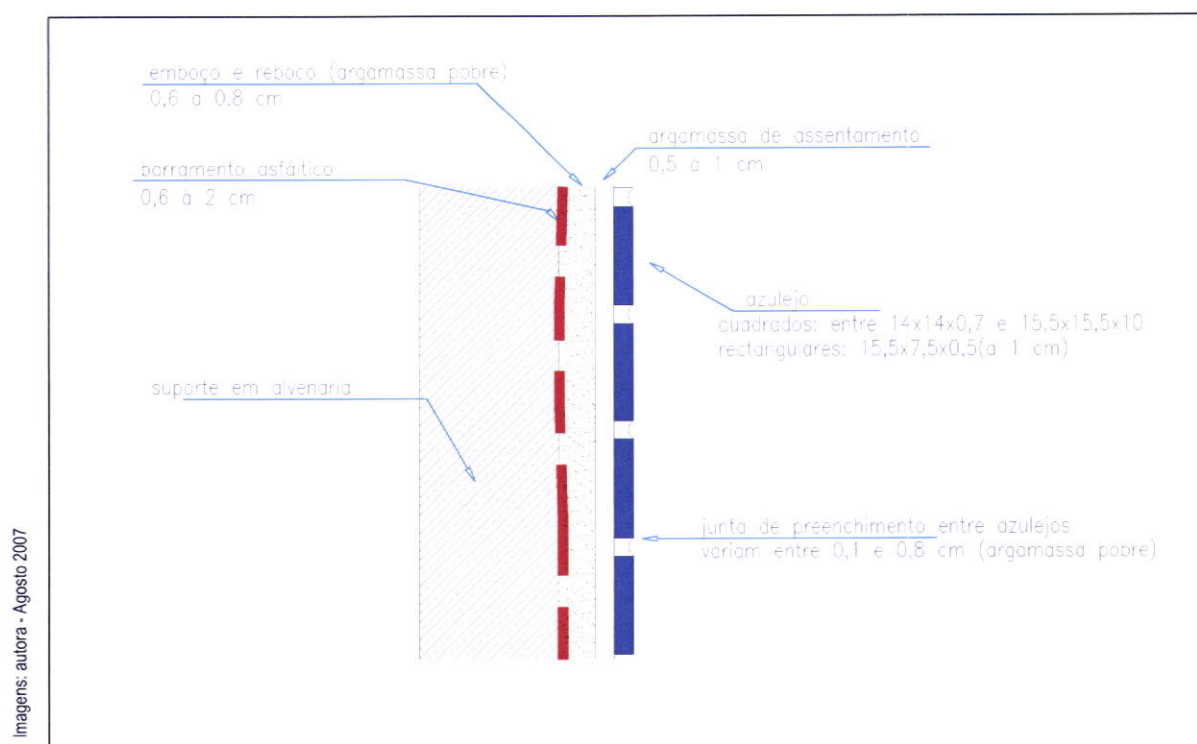 emboço e reboco (argamassa pobre)
0,6 a 0,8 cm
argamassa de assentamento
0,5 a 1 cm
barramento asfáltico
0,6 a 2 cm
azulejo
quadrados: entre 14x14x0,7 e 15,5x15,5x10
rectangulares: 15,5x7,5x0,5(a 1 cm)
suporte em alvenaria
junta de preenchimento entre azulejos
variam entre 0,1 e 0,8 cm (argamassa pobre)
Imagens: autora - Agosto 2007